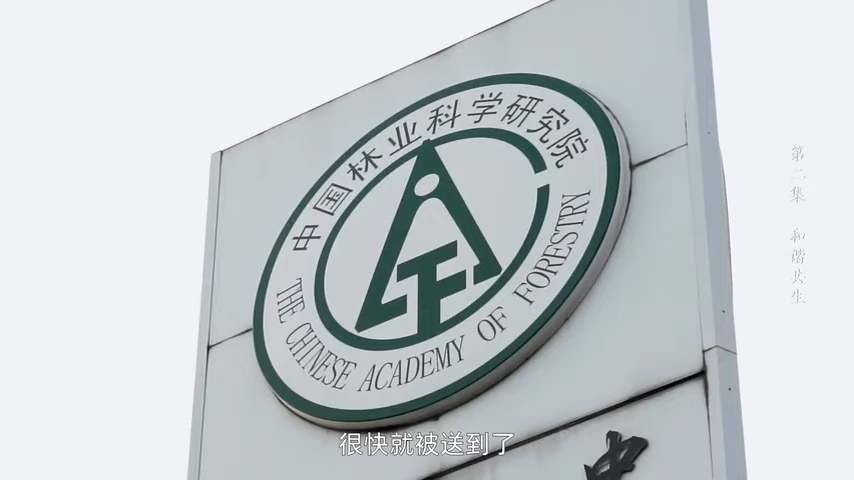 中国林业科学研究院
THE CHINESE ACADEMY OF FORESTRY
第二集 和谐共生
很快就被送到了
中